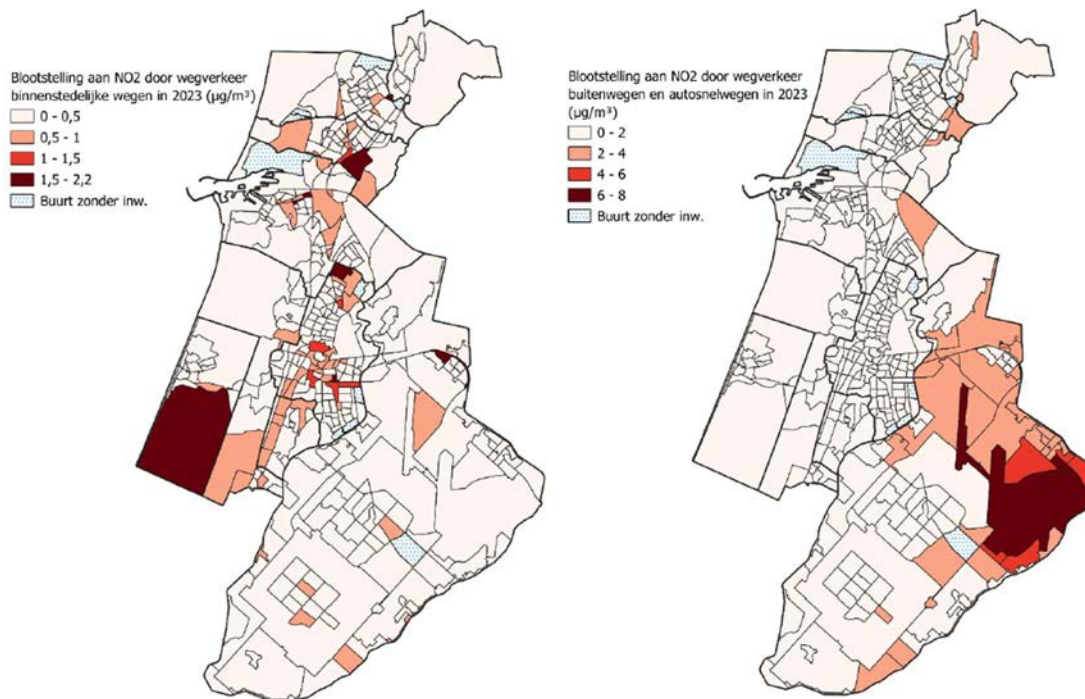 Blootstelling aan NO2 door wegverkeer
binnenstedelijke wegen in 2023 (µg/m³)
0 - 0,5
0,5 - 1
1 - 1,5
1,5 - 2,2
Buurt zonder inw.
Blootstelling aan NO2 door wegverkeer
buitenwegen en autosnelwegen in 2023
(µg/m³)
0 - 2
2 - 4
4 - 6
6 - 8
Buurt zonder inw.